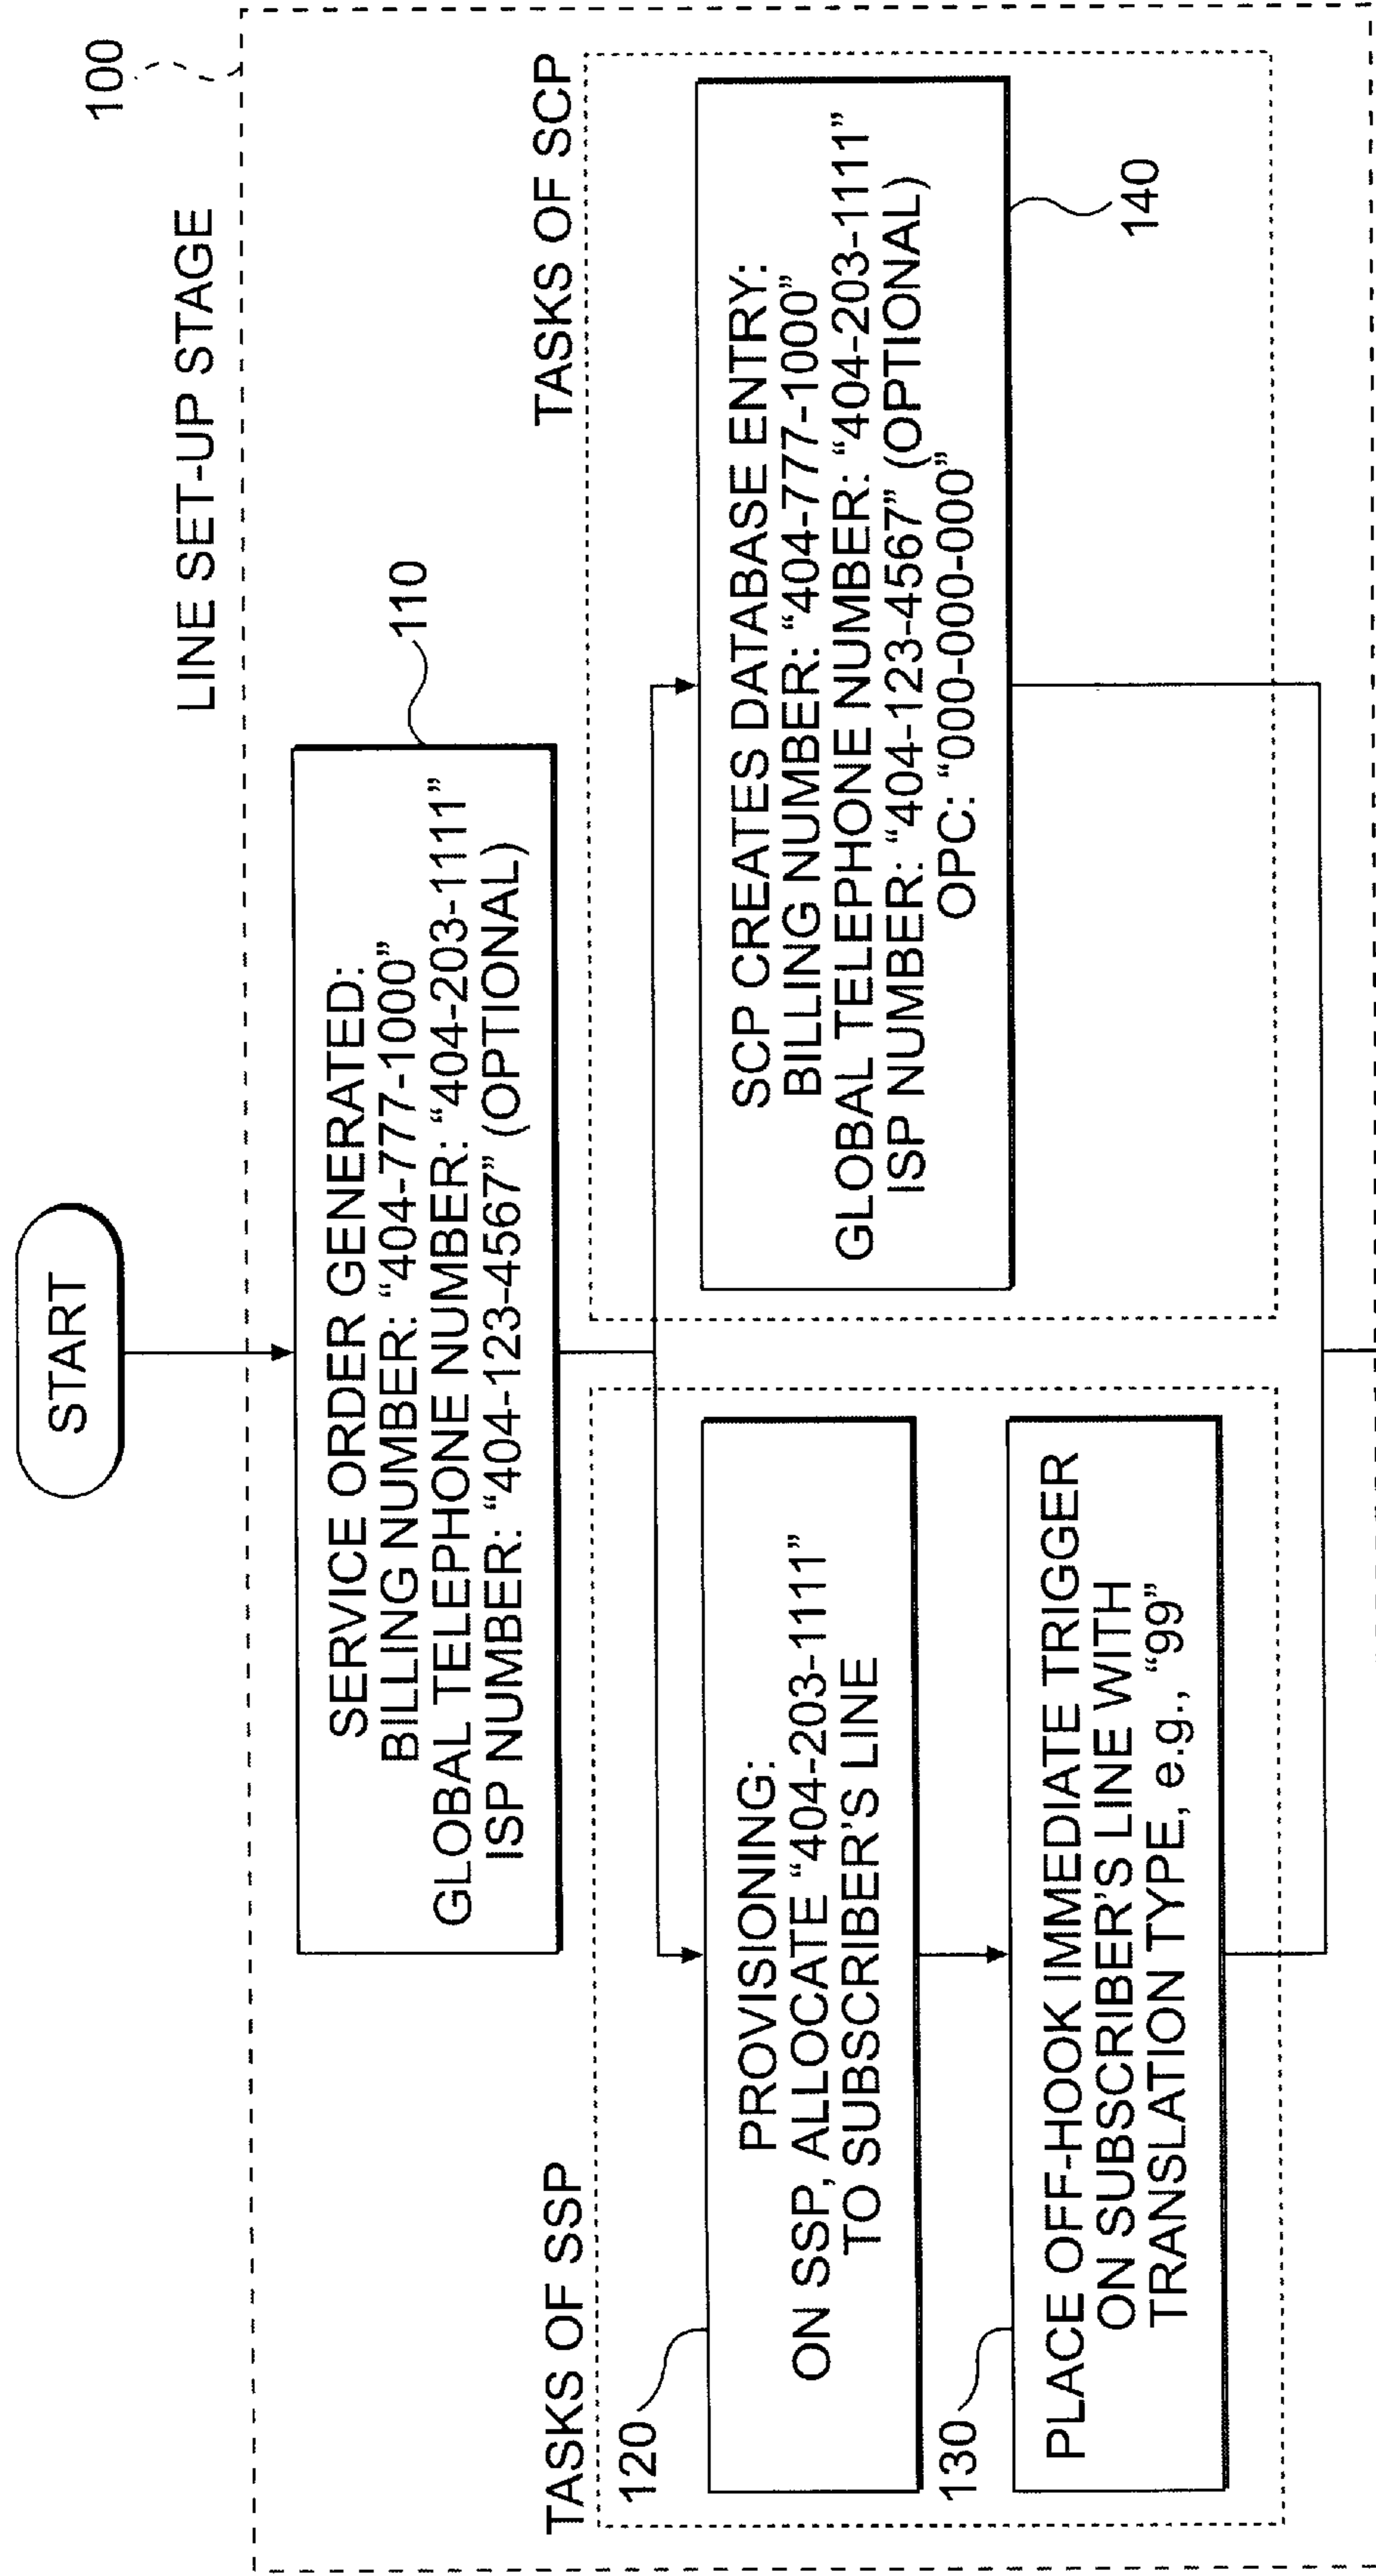 START
100
LINE SET-UP STAGE
110
SERVICE ORDER GENERATED:
BILLING NUMBER: “404-777-1000”
GLOBAL TELEPHONE NUMBER: “404-203-1111”
ISP NUMBER: “404-123-4567” (OPTIONAL)
TASKS OF SSP
120
PROVISIONING:
ON SSP, ALLOCATE “404-203-1111”
TO SUBSCRIBER’S LINE
130
PLACE OFF-HOOK IMMEDIATE TRIGGER
ON SUBSCRIBER’S LINE WITH
TRANSLATION TYPE, e.g., “99”
TASKS OF SCP
SCP CREATES DATABASE ENTRY:
BILLING NUMBER: “404-777-1000”
GLOBAL TELEPHONE NUMBER: “404-203-1111”
ISP NUMBER: “404-123-4567” (OPTIONAL)
OPC: “000-000-000”
140